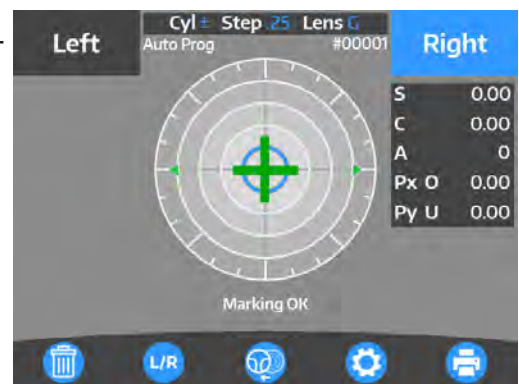 Left
Cyl ± Step .25 Lens G
Auto Prog #00001
Right
S 0.00
C 0.00
A 0
Px O 0.00
Py U 0.00
Marking OK
L/R